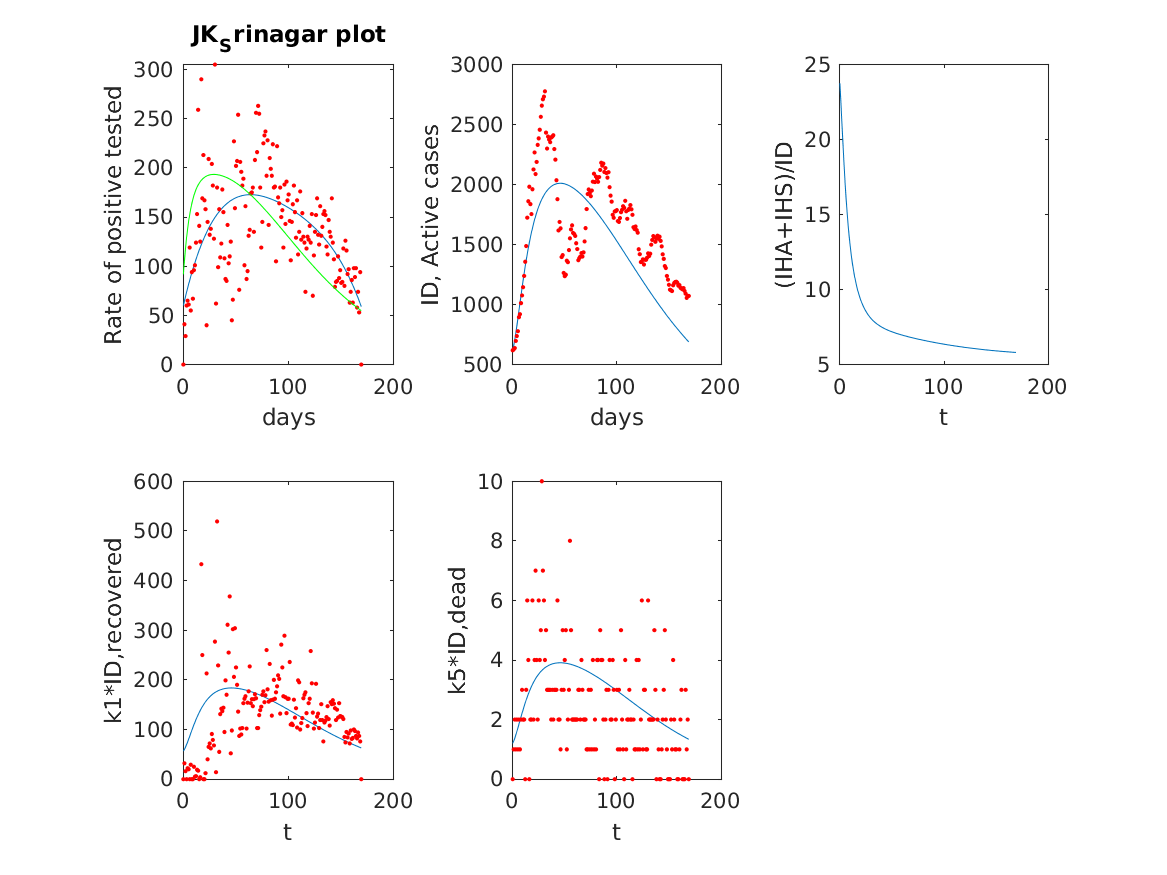 JK_Srinagar plot
300
250
200
150
100
50
0
Rate of positive tested
0 100 200
days
3000
2500
2000
1500
1000
500
ID, Active cases
0 100 200
days
25
20
15
10
5
(IHA+IHS)/ID
0 100 200
t
600
500
400
300
200
100
0
k1*ID,recovered
0 100 200
t
10
8
6
4
2
0
k5*ID,dead
0 100 200
t